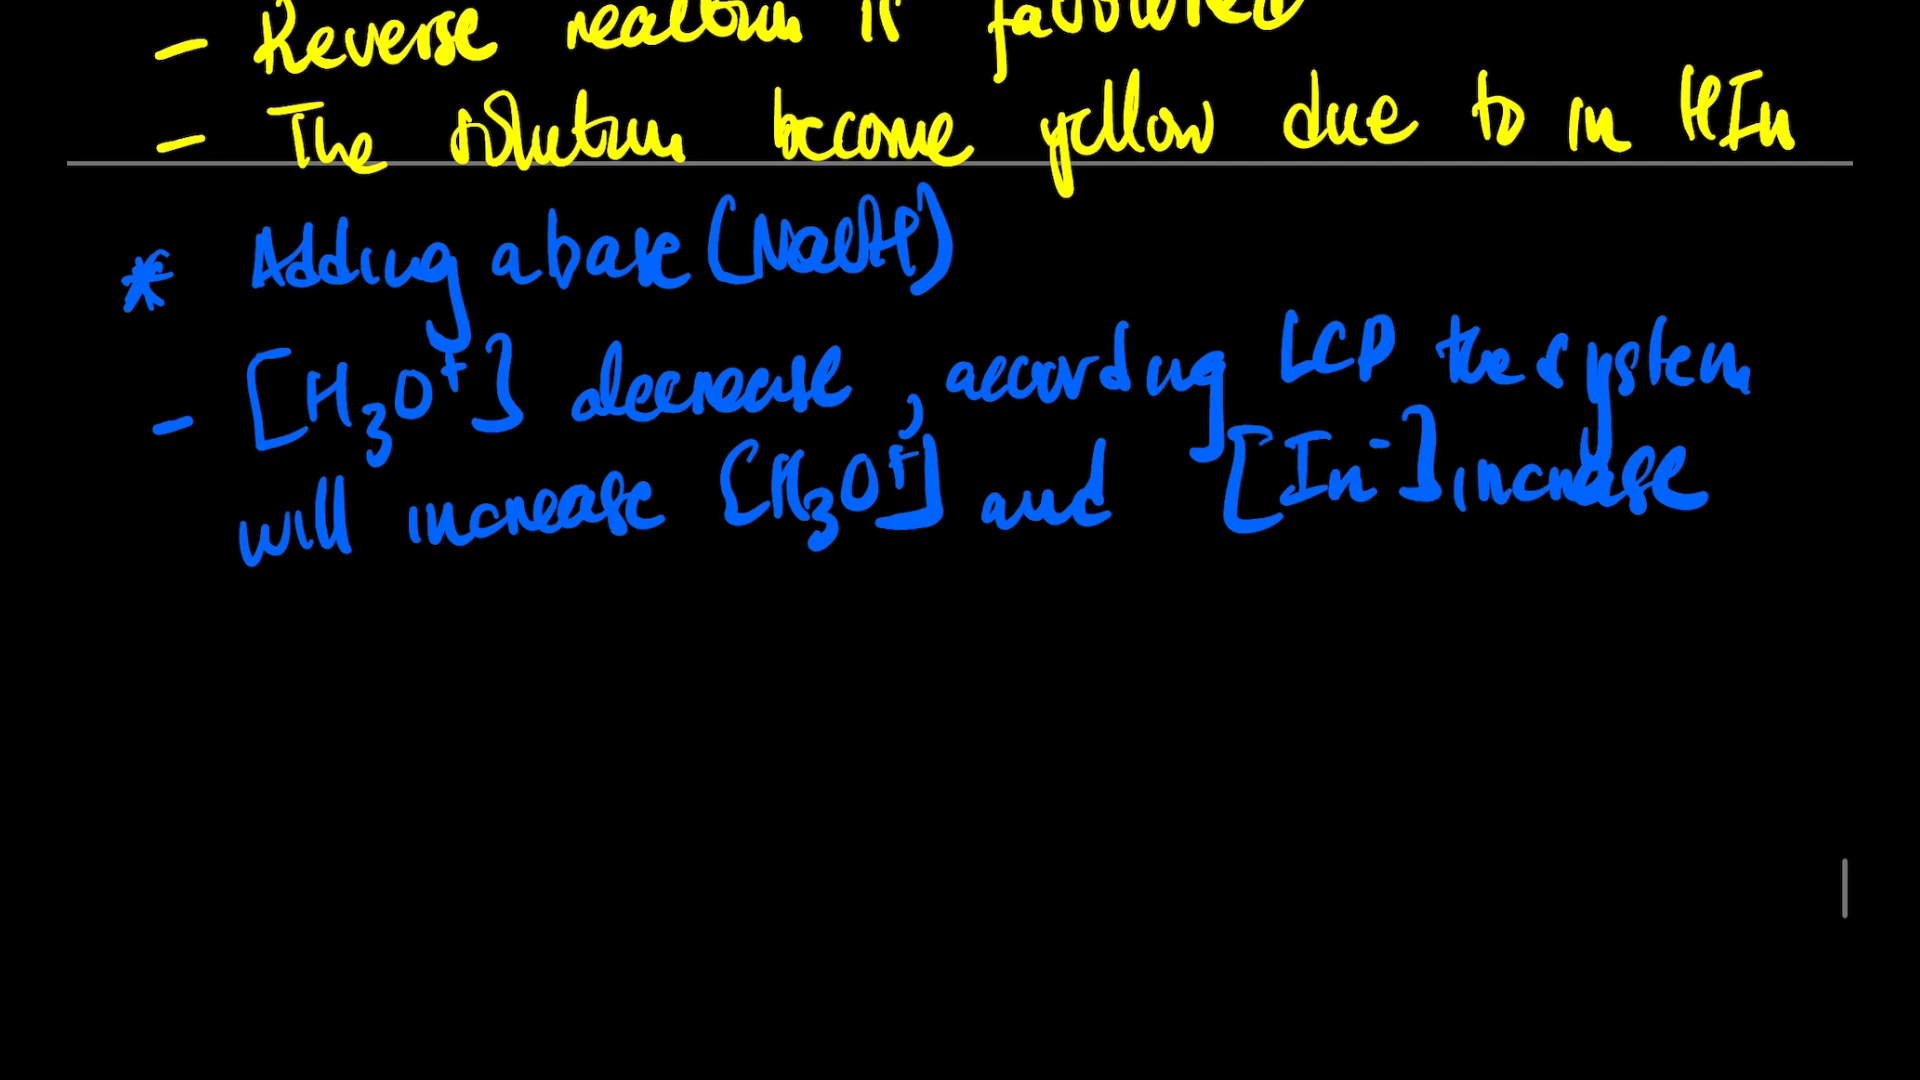 - Reverse reaction is favoured
- The solution become yellow due to in HIn
* Adding a base (NaOH)
- [H₃O⁺] decrease, according LCP the system
will increase [H₃O⁺] and [In⁻] increase